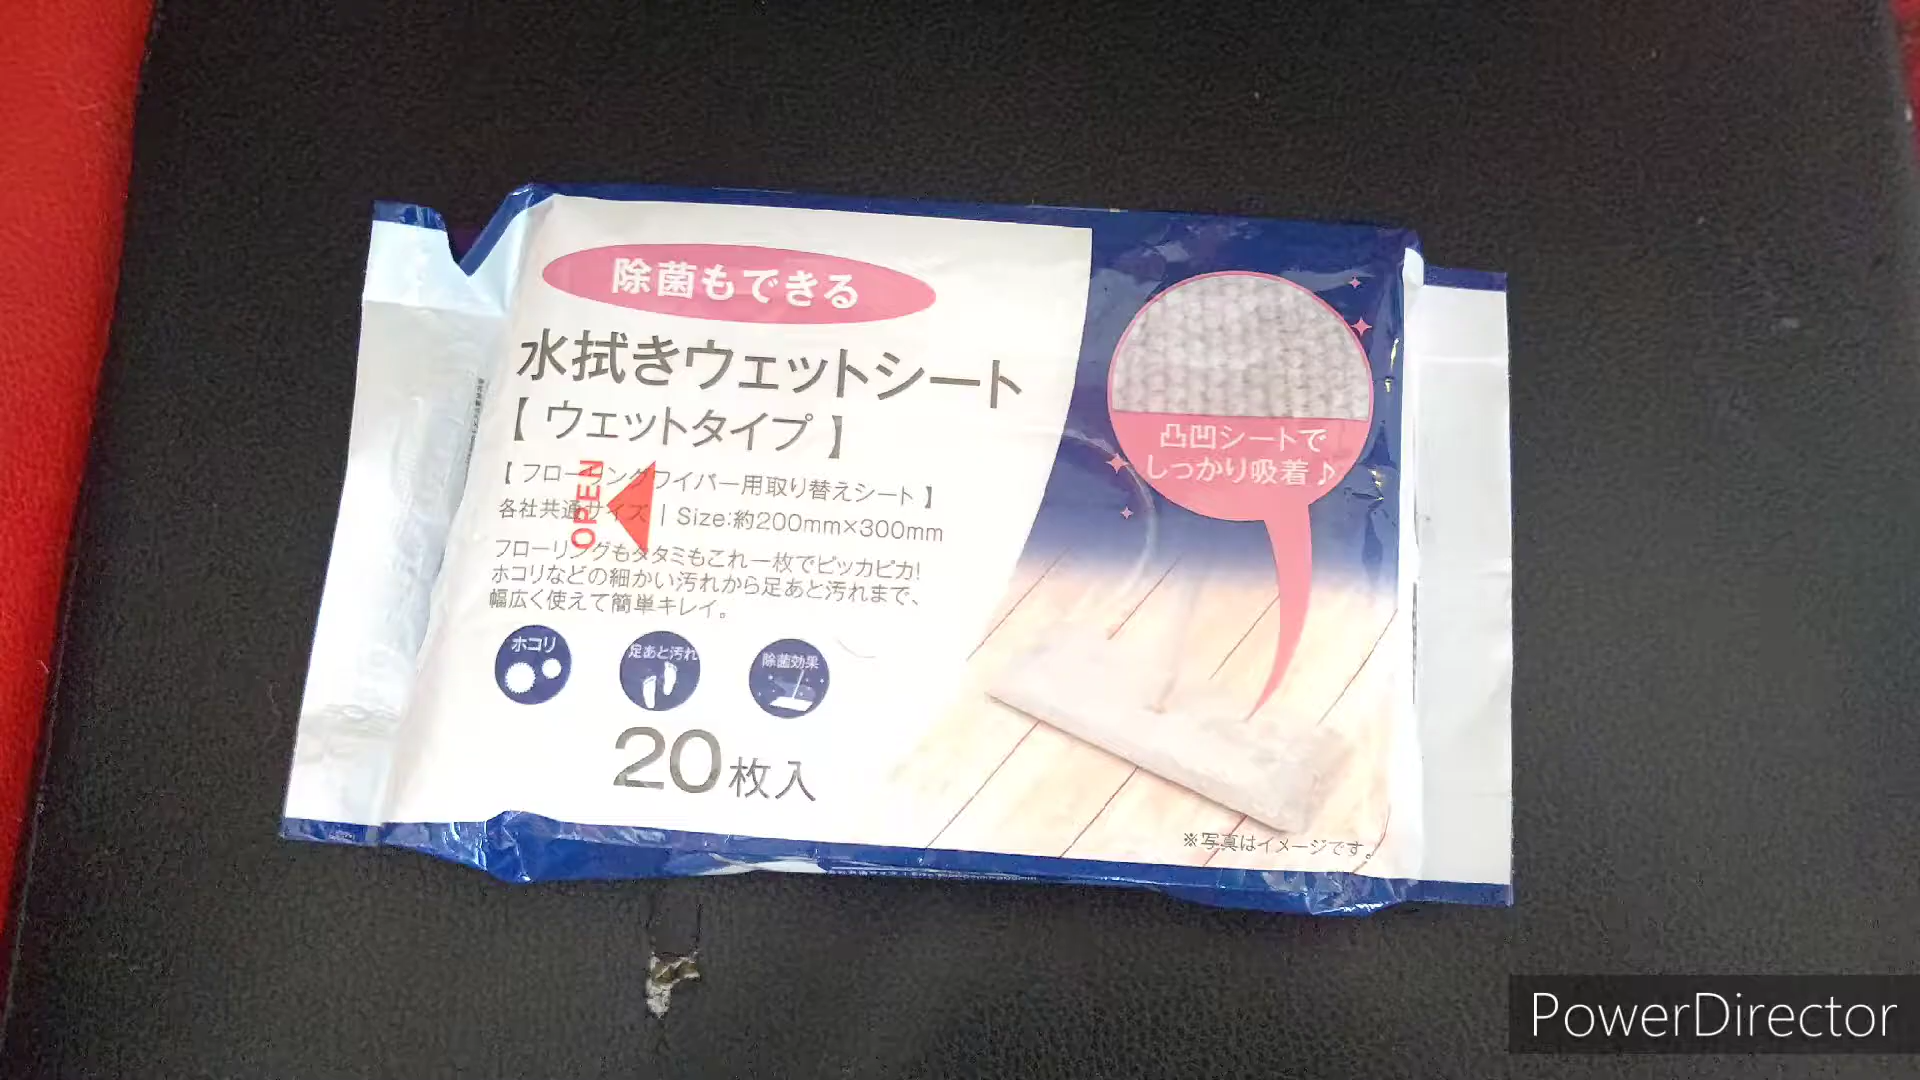 除菌もできる
水拭きウェットシート
【 ウェットタイプ 】
【 フローリングワイパー用取り替えシート 】
各社共通サイズ | Size:約200mm×300mm
OPEN
フローリングもタタミもこれ一枚でピッカピカ!
ホコリなどの細かい汚れから足あと汚れまで、
幅広く使えて簡単キレイ。
ホコリ
足あと汚れ
除菌効果
20枚入
凸凹シートで
しっかり吸着♪
※写真はイメージです。
PowerDirector